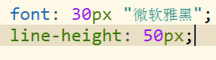 font: 30px "微软雅黑";
line-height: 50px;